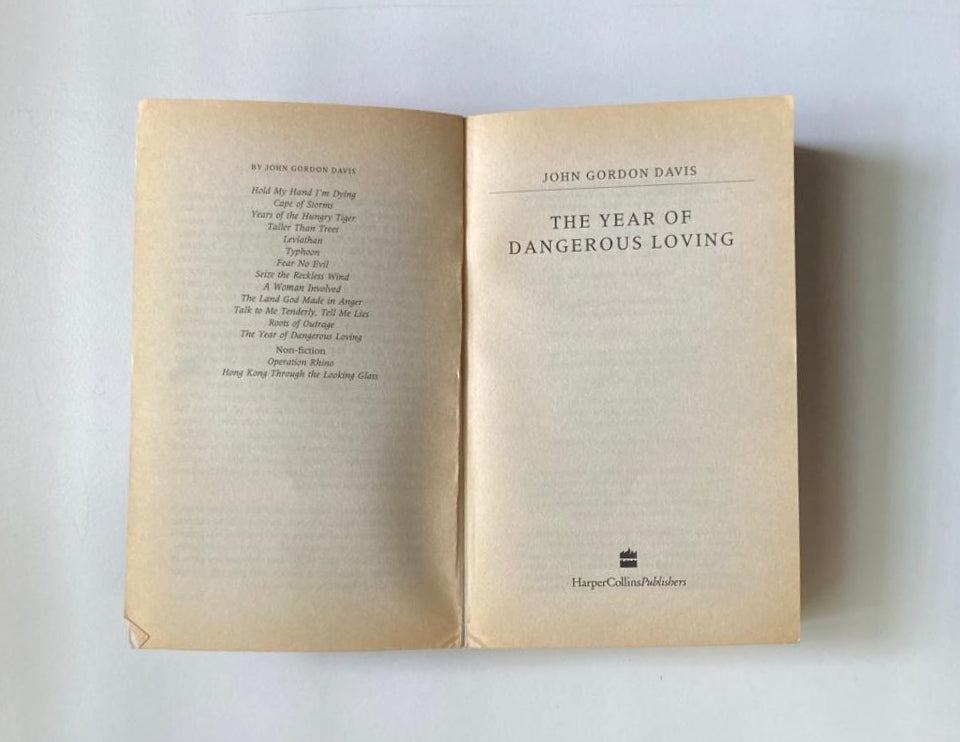 BY JOHN GORDON DAVIS
Hold My Hand I'm Dying
Cape of Storms
Years of the Hungry Tiger
Taller Than Trees
Leviathan
Typhoon
Fear No Evil
Seize the Reckless Wind
A Woman Involved
The Land God Made in Anger
Talk to Me Tenderly, Tell Me Lies
Roots of Outrage
The Year of Dangerous Loving
Non-fiction
Operation Rhino
Hong Kong Through the Looking Glass
JOHN GORDON DAVIS
THE YEAR OF
DANGEROUS LOVING
HarperCollinsPublishers